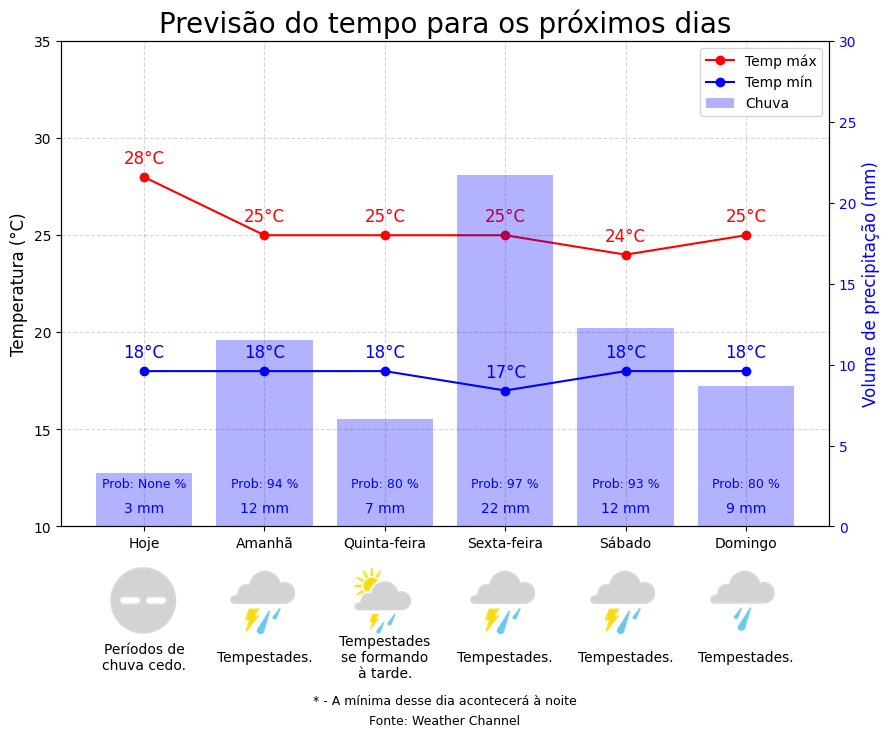 Previsão do tempo para os próximos dias
35
30
25
20
15
10
Temperatura (°C)
30
25
20
15
10
5
0
Volume de precipitação (mm)
Temp máx
Temp mín
Chuva
28°C
25°C
25°C
25°C
24°C
25°C
18°C
18°C
18°C
17°C
18°C
18°C
Prob: None %
Prob: 94 %
Prob: 80 %
Prob: 97 %
Prob: 93 %
Prob: 80 %
3 mm
12 mm
7 mm
22 mm
12 mm
9 mm
Hoje
Amanhã
Quinta-feira
Sexta-feira
Sábado
Domingo
Períodos de
chuva cedo.
Tempestades.
Tempestades
se formando
à tarde.
Tempestades.
Tempestades.
Tempestades.
* - A mínima desse dia acontecerá à noite
Fonte: Weather Channel